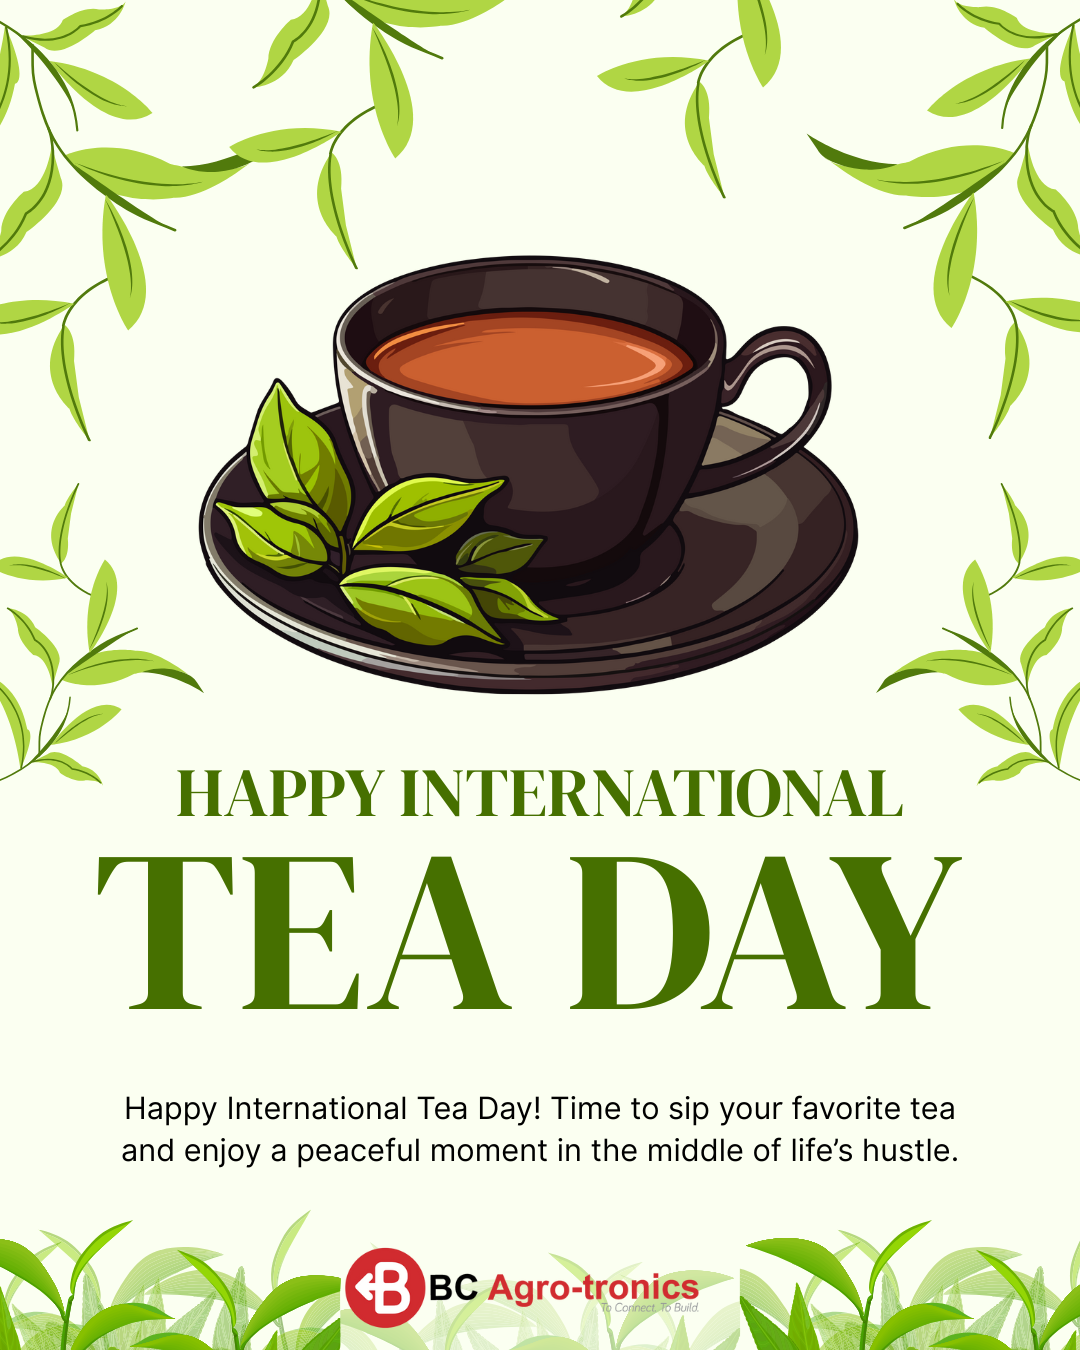 HAPPY INTERNATIONAL
TEA DAY
Happy International Tea Day! Time to sip your favorite tea
and enjoy a peaceful moment in the middle of life’s hustle.
B BC Agro-tronics
To Connect. To Build.